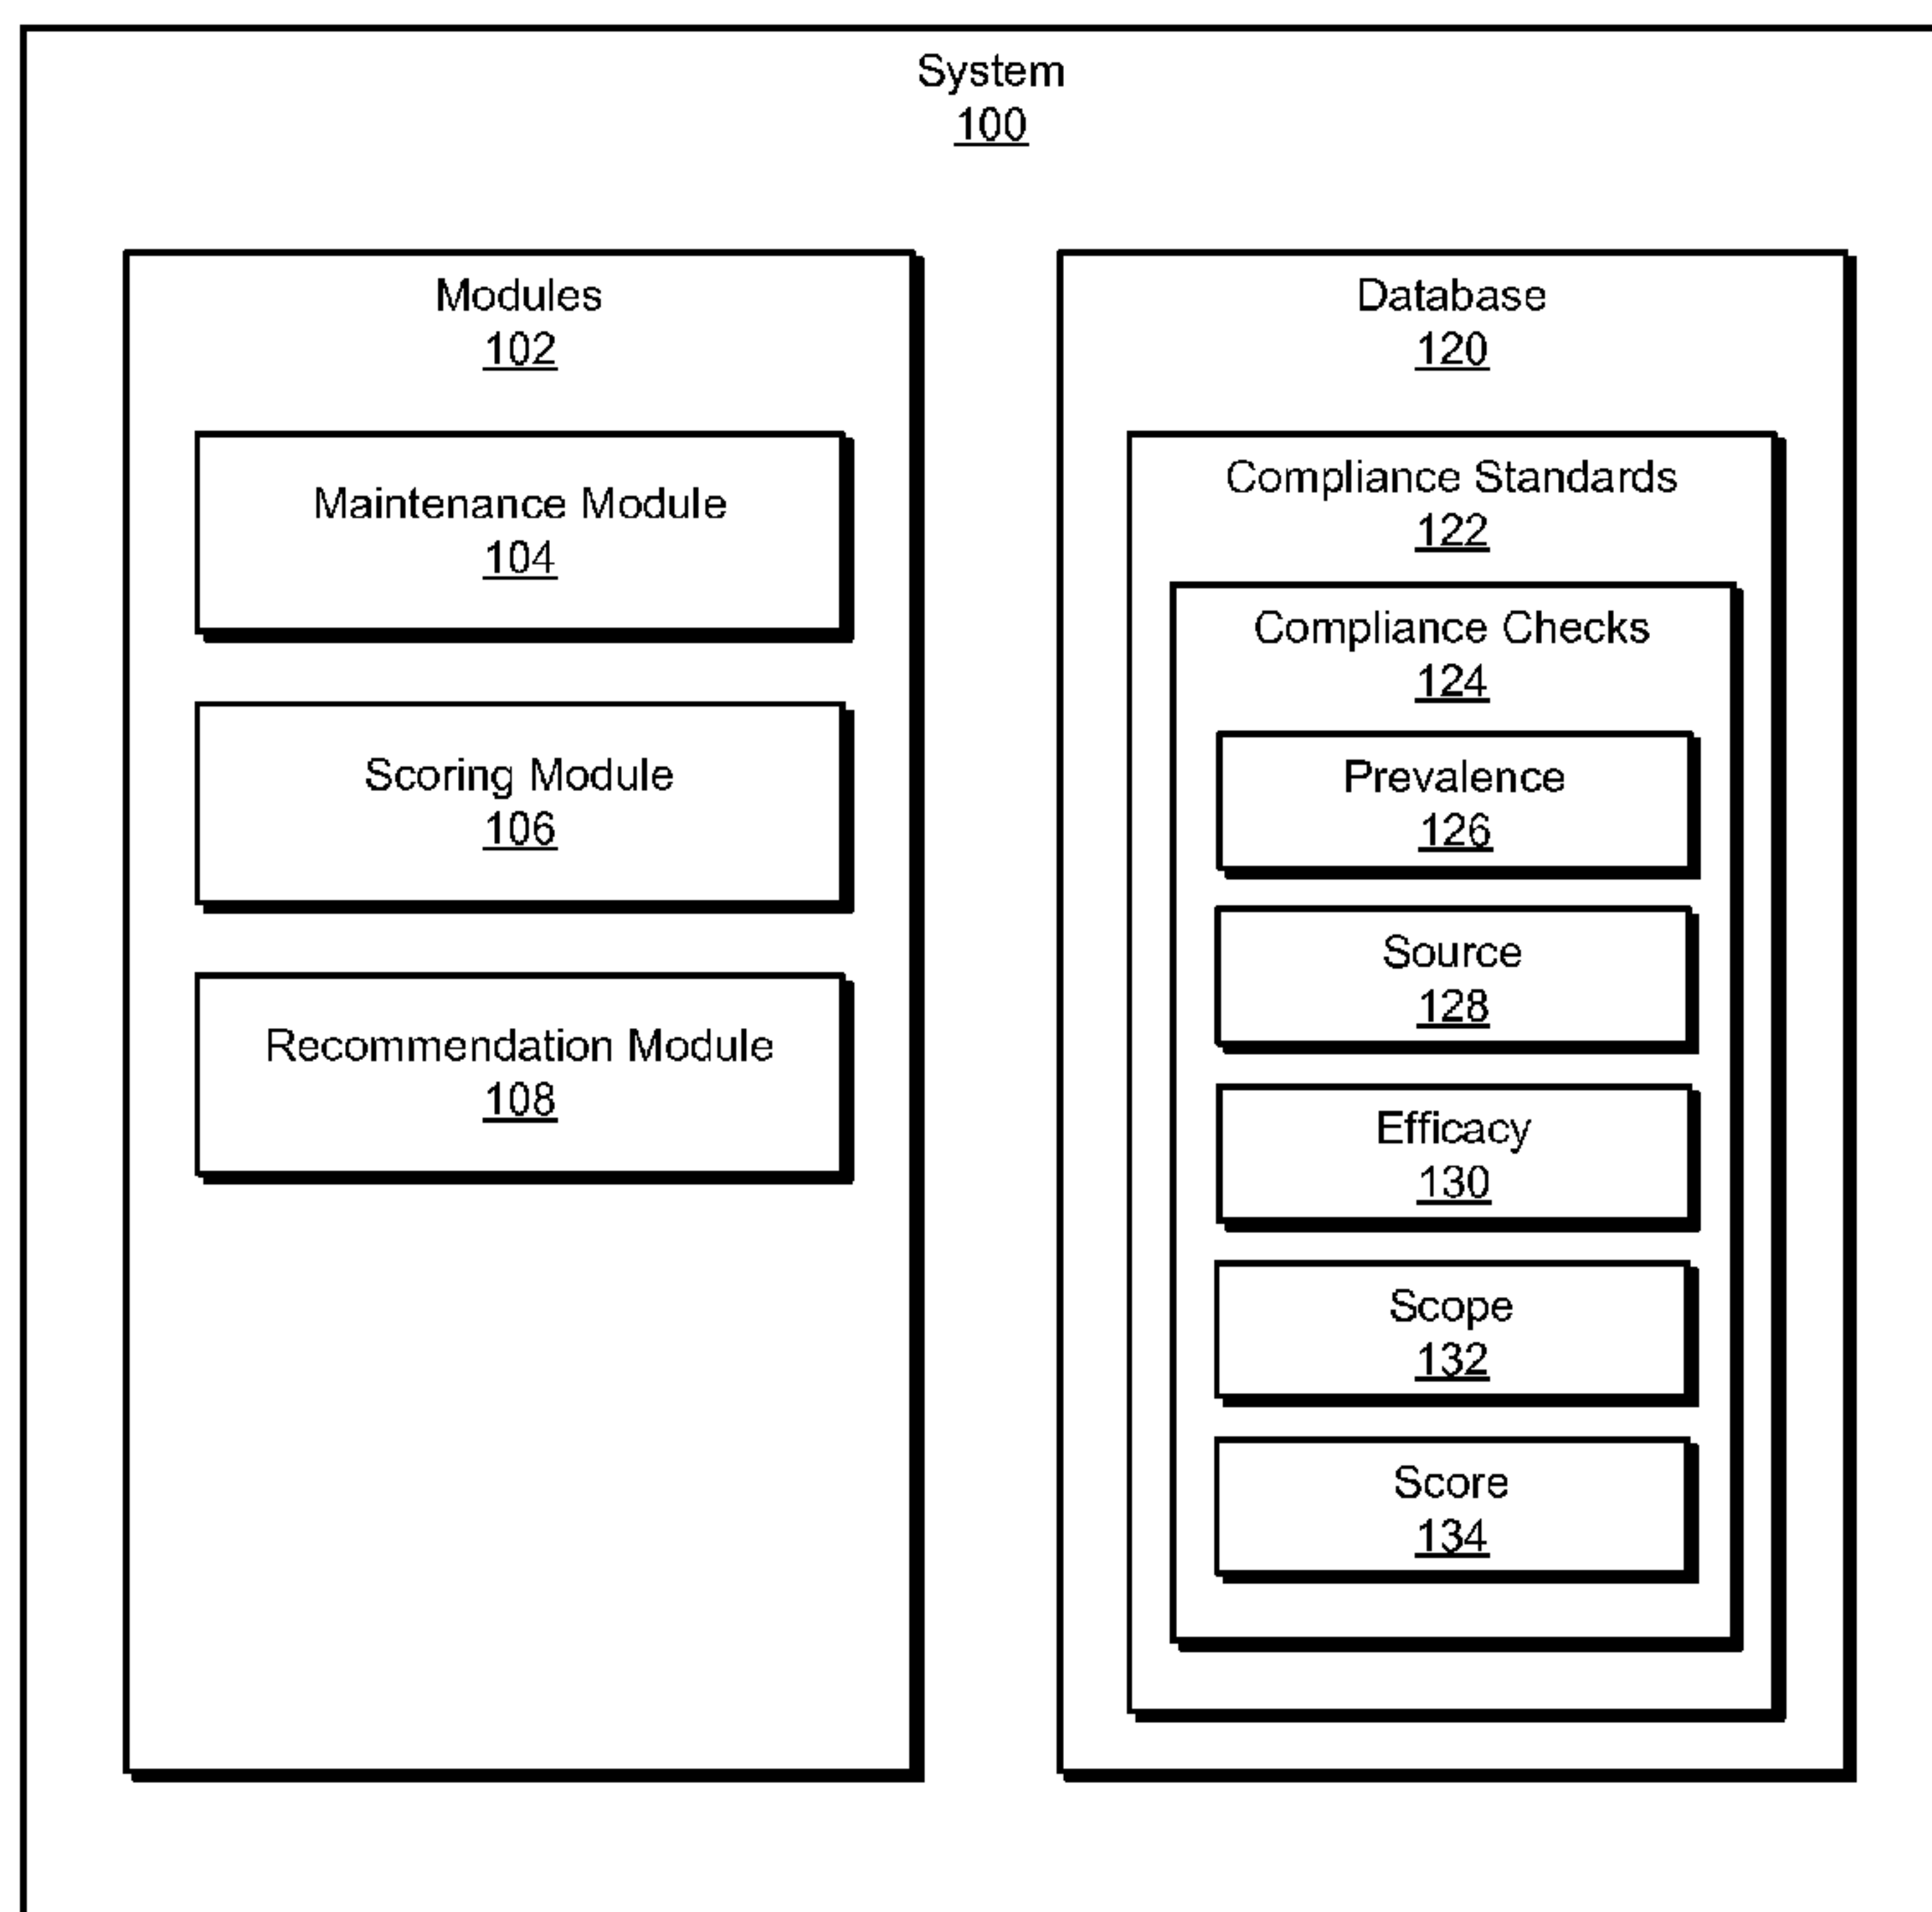 System
100
Modules
102
Maintenance Module
104
Scoring Module
106
Recommendation Module
108
Database
120
Compliance Standards
122
Compliance Checks
124
Prevalence
126
Source
128
Efficacy
130
Scope
132
Score
134